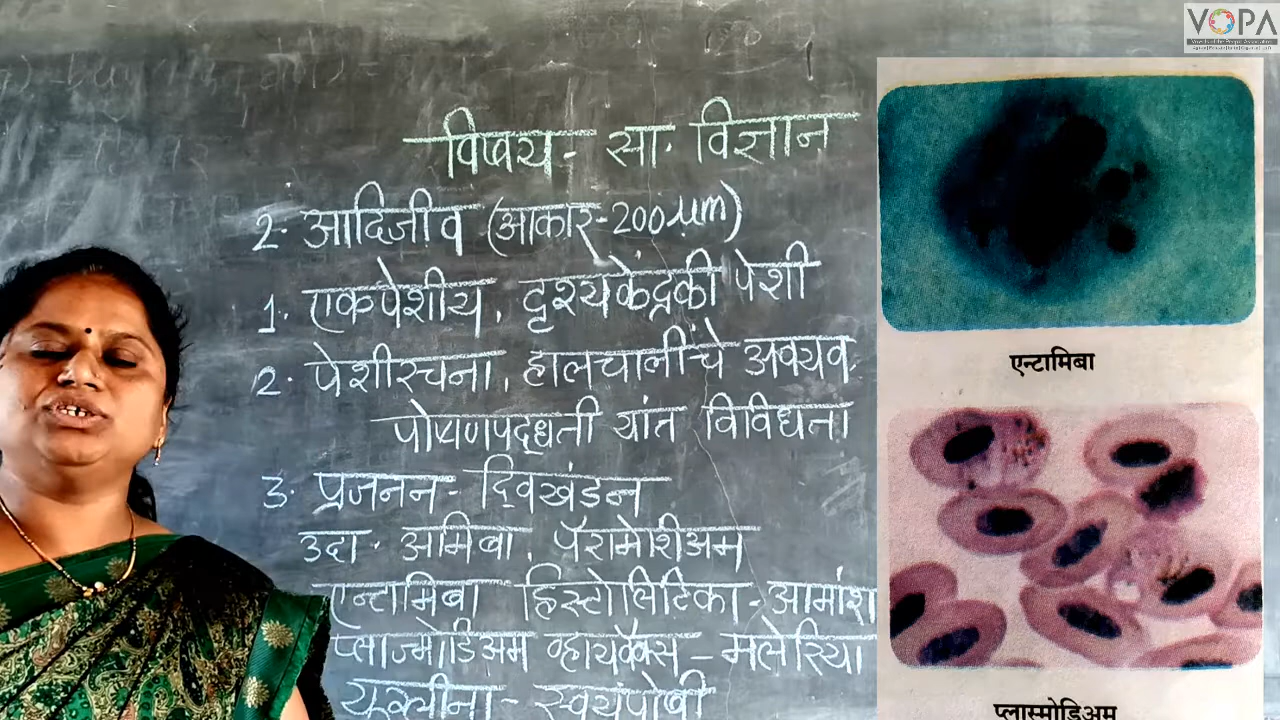 VOPA
विषय - सा. विज्ञान
2. आदिजीव (आकार - 200 μm)
1. एकपेशीय, दृश्यकेंद्रकी पेशी
2. पेशीरचना, हालचालींचे अवयव,
पोषणपद्धती यांत विविधता
3. प्रजनन - द्विखंडन
उदा. अमिबा, पॅरामेशीअम
एन्टामिबा हिस्टोलिटिका - आमांश
प्लाज्मोडिअम व्हायवॅक्स - मलेरिया
युक्लीना - स्वयंपोषी
एन्टामिबा
प्लास्मोडिअम